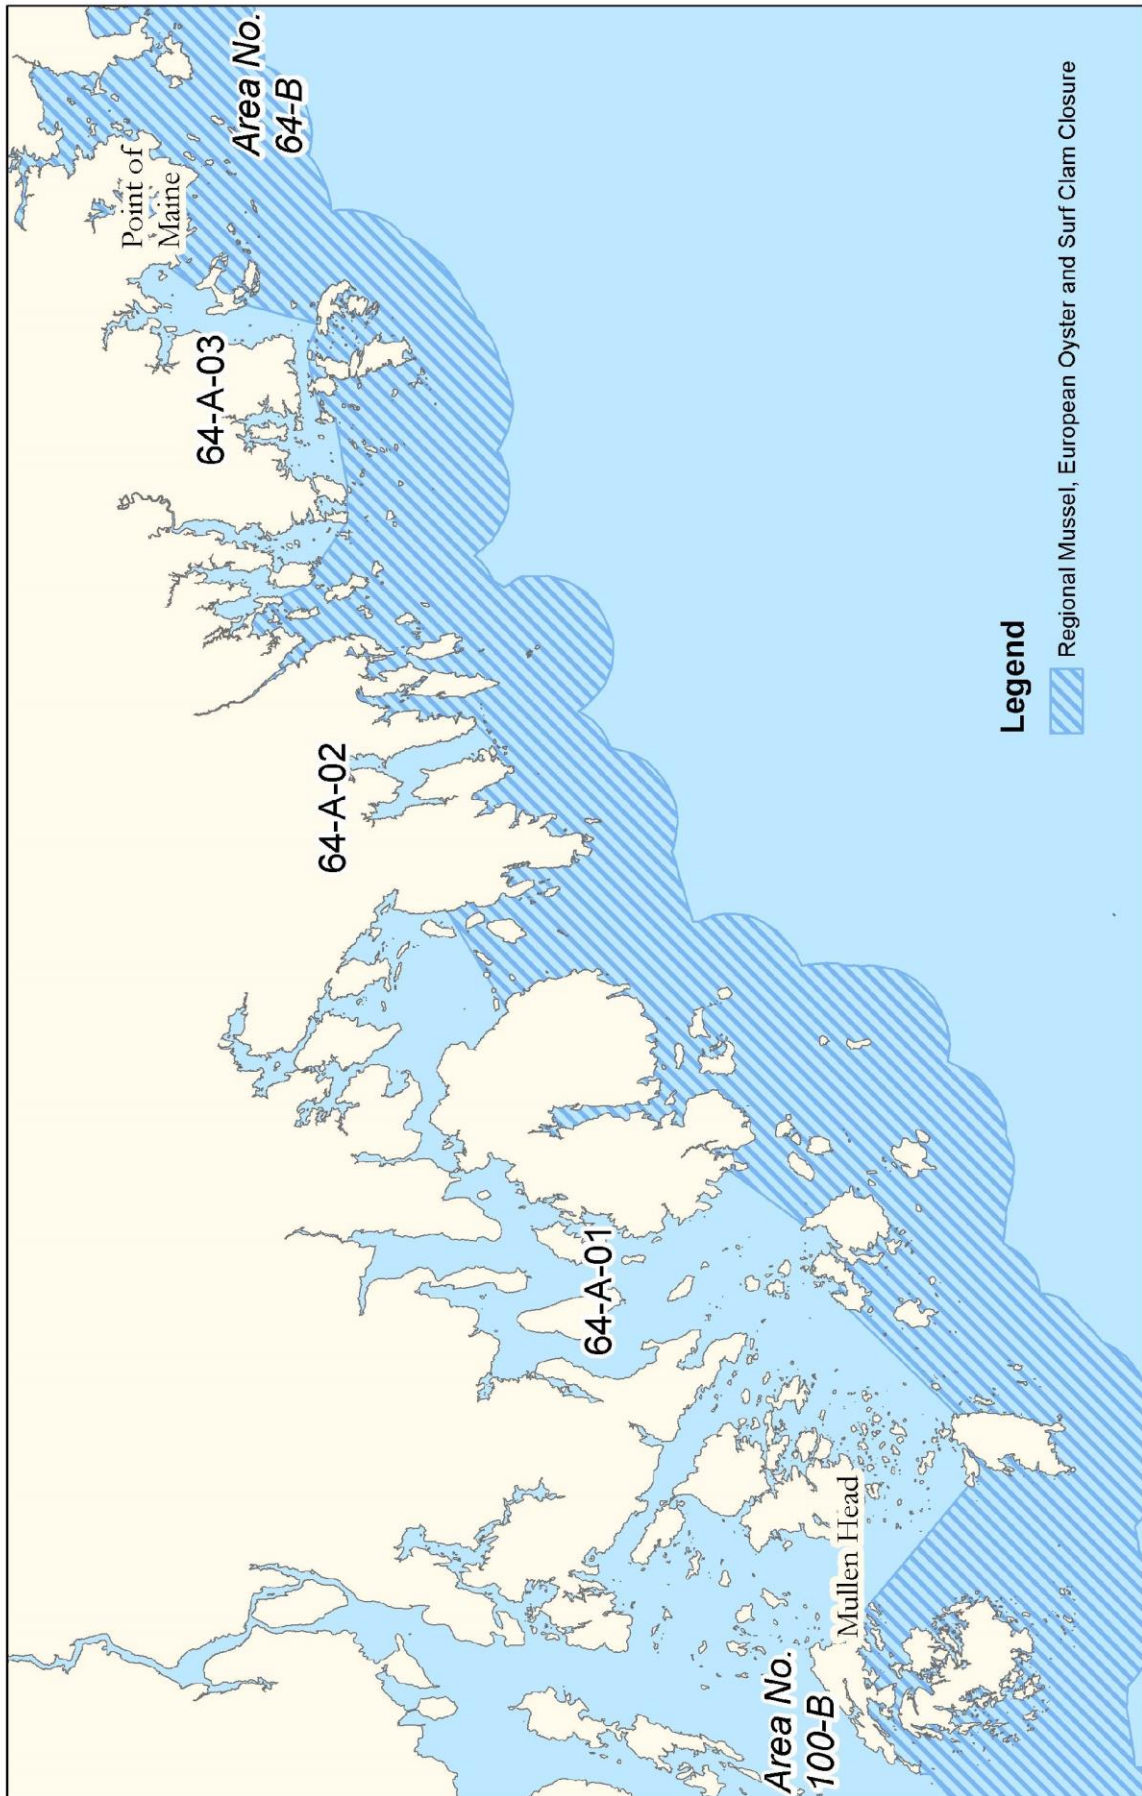 Area No.
100-B
Mullen Head
64-A-01
64-A-02
64-A-03
Point of
Maine
Area No.
64-B
Legend
Regional Mussel, European Oyster and Surf Clam Closure